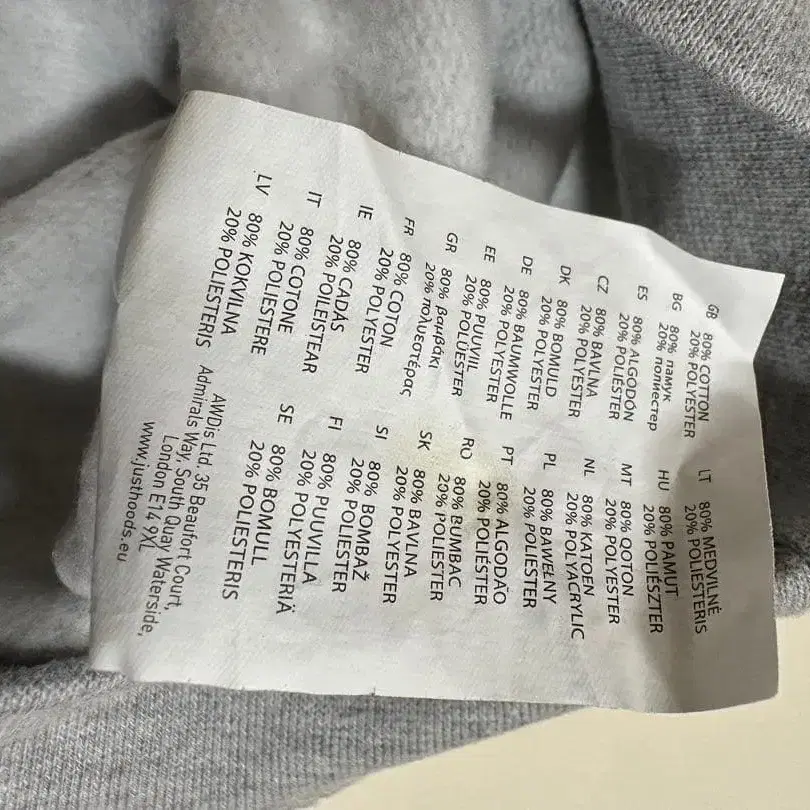 GB 80% COTTON
20% POLYESTER
BG 80% памук
20% полиестер
ES 80% ALGODÓN
20% POLIÉSTER
CZ 80% BAVLNA
20% POLYESTER
DK 80% BOMULD
20% POLYESTER
DE 80% BAUMWOLLE
20% POLYESTER
EE 80% PUUVIIL
20% POLÜESTER
GR 80% βαμβάκι
20% πολυεστέρας
FR 80% COTON
20% POLYESTER
IE 80% CADÁS
20% POILEISTEAR
IT 80% COTONE
20% POLIESTERE
LV 80% KOKVILNA
20% POLIESTERIS
LT 80% MEDVILNĖ
20% POLIESTERIS
HU 80% PAMUT
20% POLIÉSZTER
MT 80% QOTON
20% POLYESTER
NL 80% KATOEN
20% POLYACRYLIC
PL 80% BAWEŁNY
20% POLIESTER
PT 80% ALGODÃO
20% POLIÉSTER
RO 80% BUMBAC
20% POLIESTER
SK 80% BAVLNA
20% POLYESTER
SI 80% BOMBAŽ
20% POLIESTER
FI 80% PUUVILLA
20% POLYESTERIÄ
SE 80% BOMULL
20% POLIESTERIS
AWDis Ltd. 35 Beaufort Court,
Admirals Way, South Quay Waterside,
London E14 9XL
www.justhoods.eu